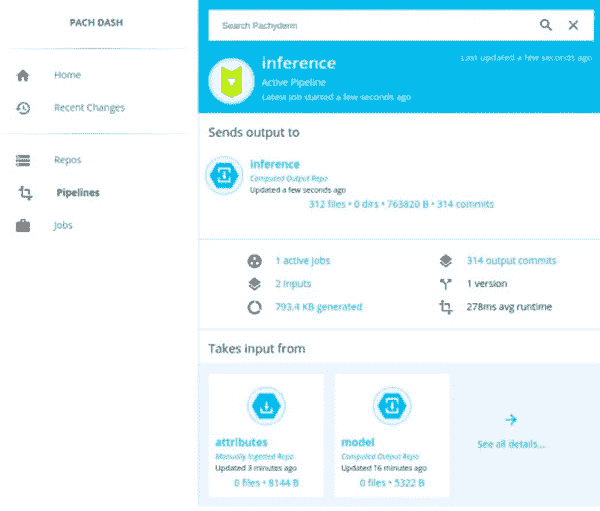 PACH DASH
Home
Recent Changes
Repos
Pipelines
Jobs
Search Pachyderm
inference
Last updated a few seconds ago
Active Pipeline
Latest job started a few seconds ago
Sends output to
inference
Computed Output Repo
Updated a few seconds ago
312 files • 0 dirs • 763820 B • 314 commits
1 active jobs
314 output commits
2 inputs
1 version
793.4 KB generated
278ms avg runtime
Takes input from
attributes
Manually Ingested Repo
Updated 3 minutes ago
0 files • 8144 B
model
Computed Output Repo
Updated 16 minutes ago
0 files • 5322 B
See all details...